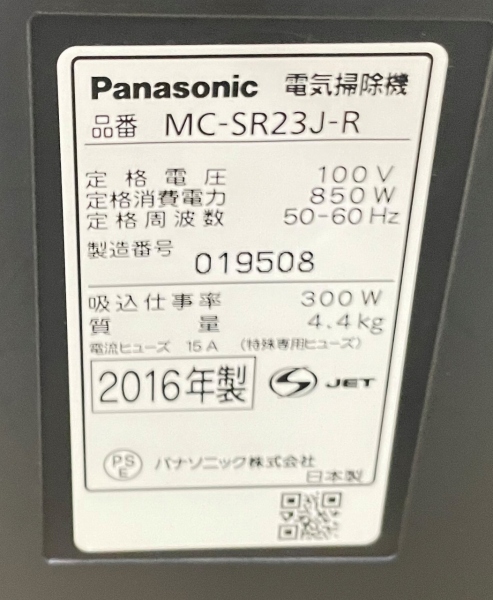 Panasonic 電気掃除機
品番 MC-SR23J-R
定格電圧 100V
定格消費電力 850W
定格周波数 50-60Hz
製造番号 019508
吸込仕事率 300W
質量 4.4kg
電流ヒューズ 15A (特殊専用ヒューズ)
2016年製 S JET
PSE パナソニック株式会社
日本製